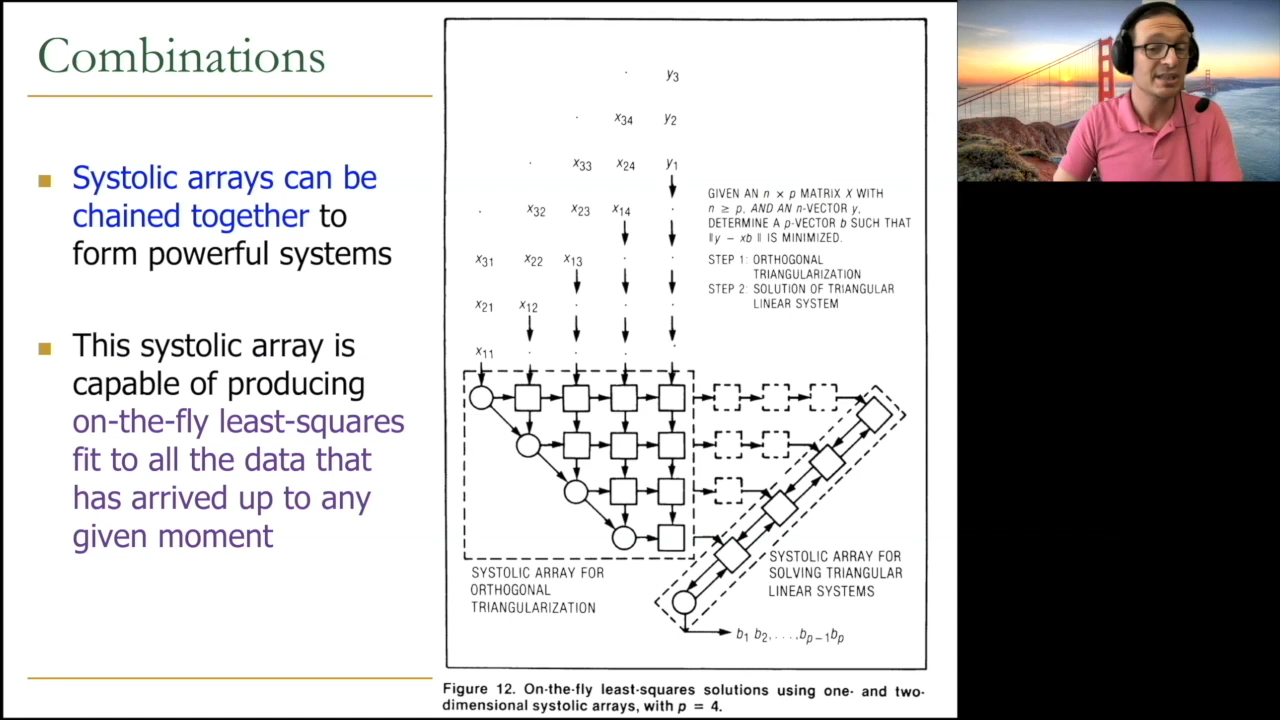 Combinations
Systolic arrays can be
chained together to
form powerful systems
This systolic array is
capable of producing
on-the-fly least-squares
fit to all the data that
has arrived up to any
given moment
y3
x34 y2
x33 x24 y1
x32 x23 x14
x31 x22 x13
x21 x12
x11
GIVEN AN n × p MATRIX X WITH
n ≥ p, AND AN n-VECTOR y,
DETERMINE A p-VECTOR b SUCH THAT
‖y − xb‖ IS MINIMIZED.
STEP 1: ORTHOGONAL
TRIANGULARIZATION
STEP 2: SOLUTION OF TRIANGULAR
LINEAR SYSTEM
SYSTOLIC ARRAY FOR
ORTHOGONAL
TRIANGULARIZATION
SYSTOLIC ARRAY FOR
SOLVING TRIANGULAR
LINEAR SYSTEMS
b1 b2,....,bp−1bp
Figure 12. On-the-fly least-squares solutions using one- and two-
dimensional systolic arrays, with p = 4.